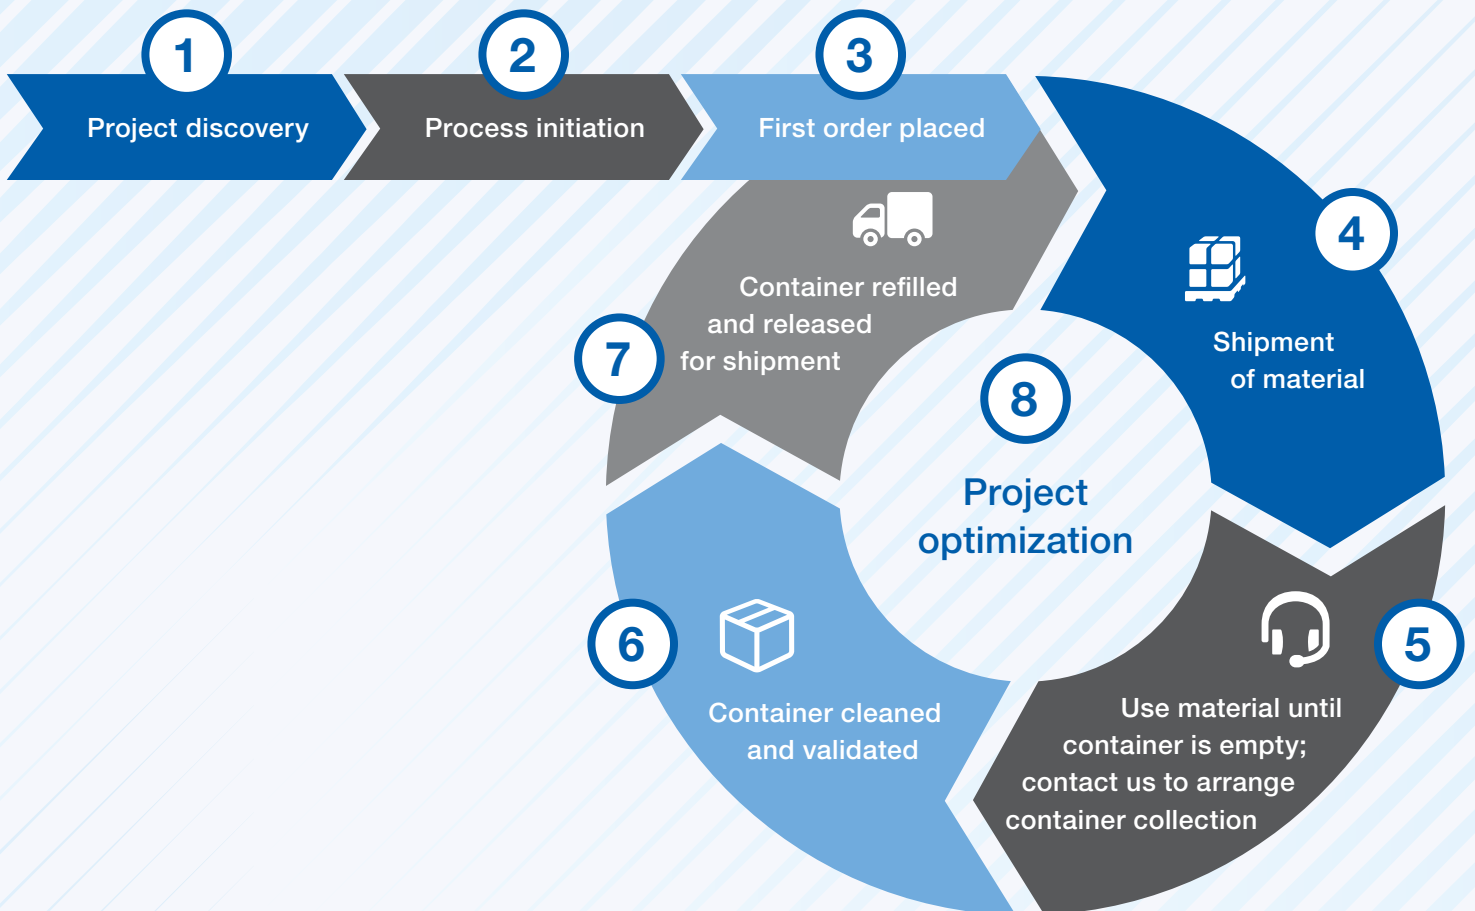 1
Project discovery
2
Process initiation
3
First order placed
4
Shipment
of material
5
Use material until
container is empty;
contact us to arrange
container collection
6
Container cleaned
and validated
7
Container refilled
and released
for shipment
8
Project
optimization